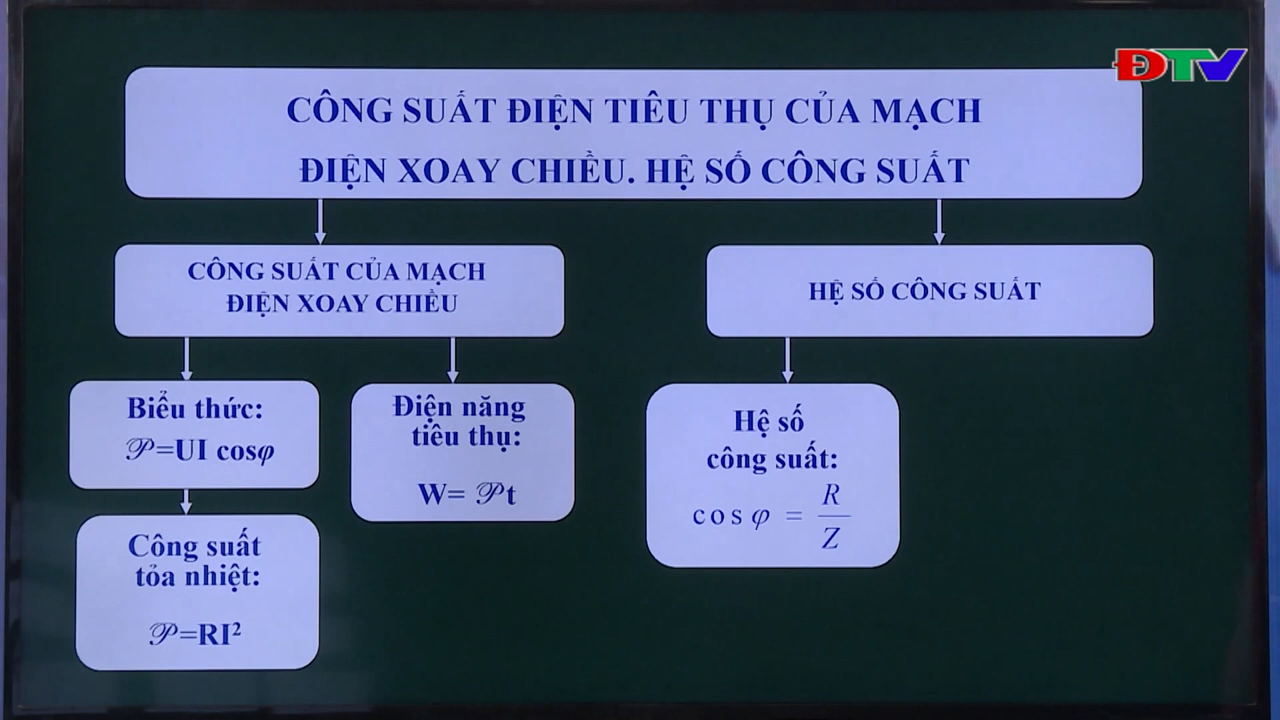 ĐTV
CÔNG SUẤT ĐIỆN TIÊU THỤ CỦA MẠCH
ĐIỆN XOAY CHIỀU. HỆ SỐ CÔNG SUẤT
CÔNG SUẤT CỦA MẠCH
ĐIỆN XOAY CHIỀU
HỆ SỐ CÔNG SUẤT
Biểu thức:
𝒫=UI cosφ
Điện năng
tiêu thụ:
W= 𝒫t
Hệ số
công suất:
cos φ = R/Z
Công suất
tỏa nhiệt:
𝒫=RI²